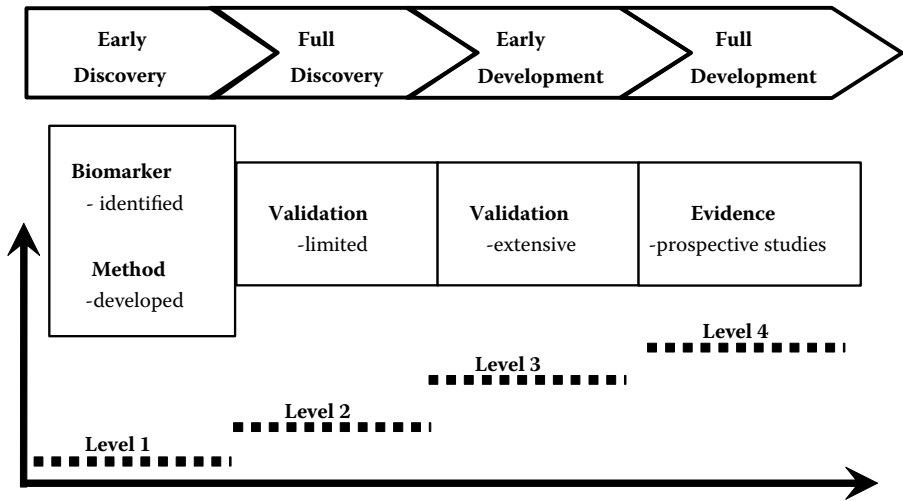 Early
Discovery
Full
Discovery
Early
Development
Full
Development
Biomarker
- identified
Method
-developed
Validation
-limited
Validation
-extensive
Evidence
-prospective studies
Level 1
Level 2
Level 3
Level 4